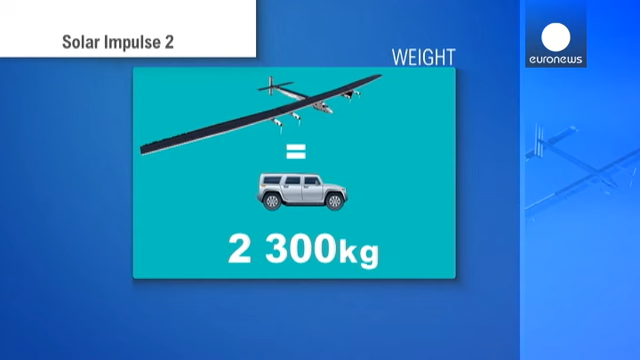 Solar Impulse 2
euronews
WEIGHT
=
2 300kg